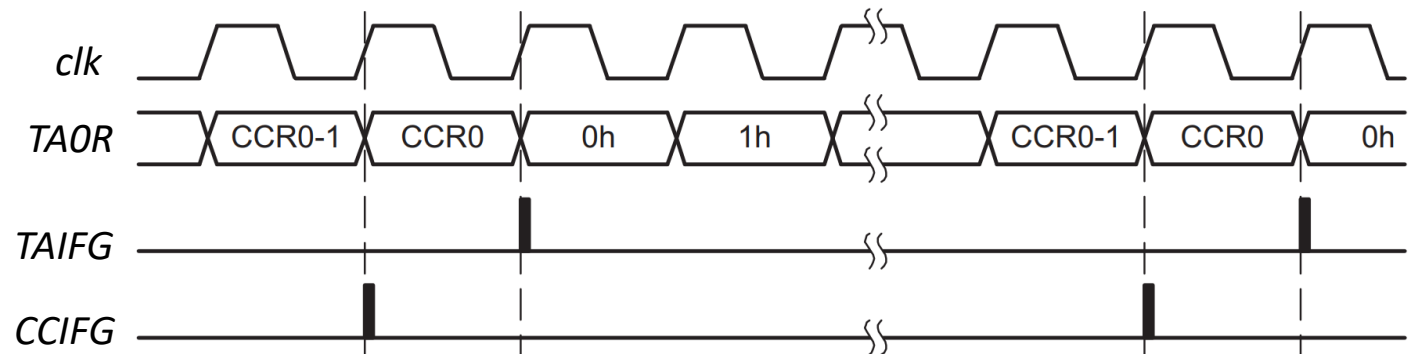 clk
TA0R CCR0-1 CCR0 0h 1h CCR0-1 CCR0 0h
TAIFG
CCIFG